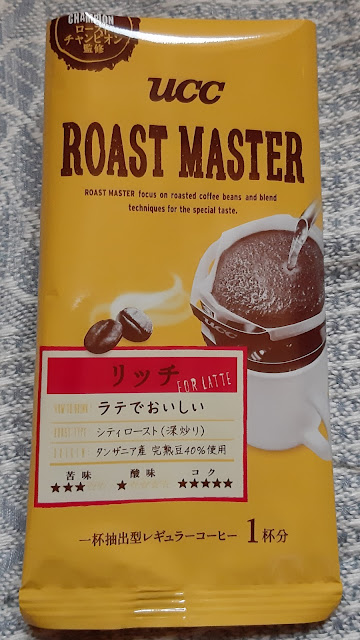 CHAMPION
ロースト
チャンピオン
監修
UCC
ROAST MASTER
ROAST MASTER focus on roasted coffee beans and blend
techniques for the special taste.
UCC
リッチ
FOR LATTE
ラテでおいしい
ROAST TYPE: シティロースト(深炒り)
ORIGIN: タンザニア産 完熟豆40%使用
苦味 酸味 コク
★★★☆☆ ★☆☆☆☆ ★★★★★
一杯抽出型レギュラーコーヒー 1杯分